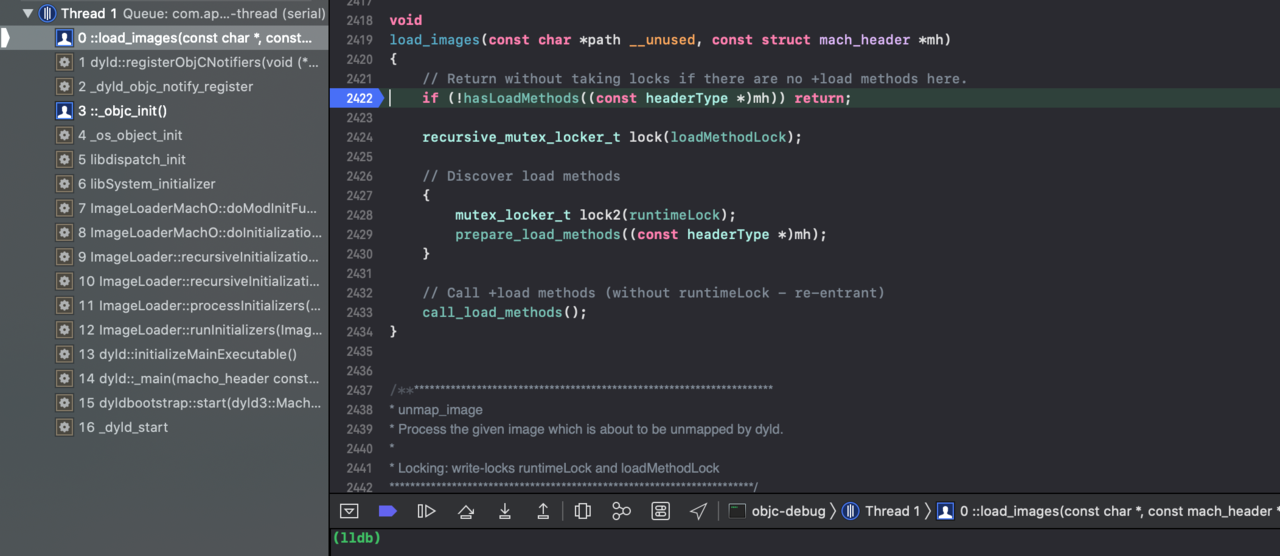 Thread 1 Queue: com.ap...-thread (serial)
0 ::load_images(const char *, const...
1 dyld::registerObjCNotifiers(void (*...
2 _dyld_objc_notify_register
3 ::_objc_init()
4 _os_object_init
5 libdispatch_init
6 libSystem_initializer
7 ImageLoaderMachO::doModInitFu...
8 ImageLoaderMachO::doInitializatio...
9 ImageLoader::recursiveInitializatio...
10 ImageLoader::recursiveInitializati...
11 ImageLoader::processInitializers(...
12 ImageLoader::runInitializers(Imag...
13 dyld::initializeMainExecutable()
14 dyld::_main(macho_header const...
15 dyldbootstrap::start(dyld3::Mach...
16 _dyld_start
2417
2418 void
2419 load_images(const char *path __unused, const struct mach_header *mh)
2420 {
2421 // Return without taking locks if there are no +load methods here.
2422 if (!hasLoadMethods((const headerType *)mh)) return;
2423
2424 recursive_mutex_locker_t lock(loadMethodLock);
2425
2426 // Discover load methods
2427 {
2428 mutex_locker_t lock2(runtimeLock);
2429 prepare_load_methods((const headerType *)mh);
2430 }
2431
2432 // Call +load methods (without runtimeLock - re-entrant)
2433 call_load_methods();
2434 }
2435
2436
2437 /***********************************************************************
2438 * unmap_image
2439 * Process the given image which is about to be unmapped by dyld.
2440 *
2441 * Locking: write-locks runtimeLock and loadMethodLock
2442 **********************************************************************/
objc-debug Thread 1 0 ::load_images(const char *, const mach_header *
(lldb)